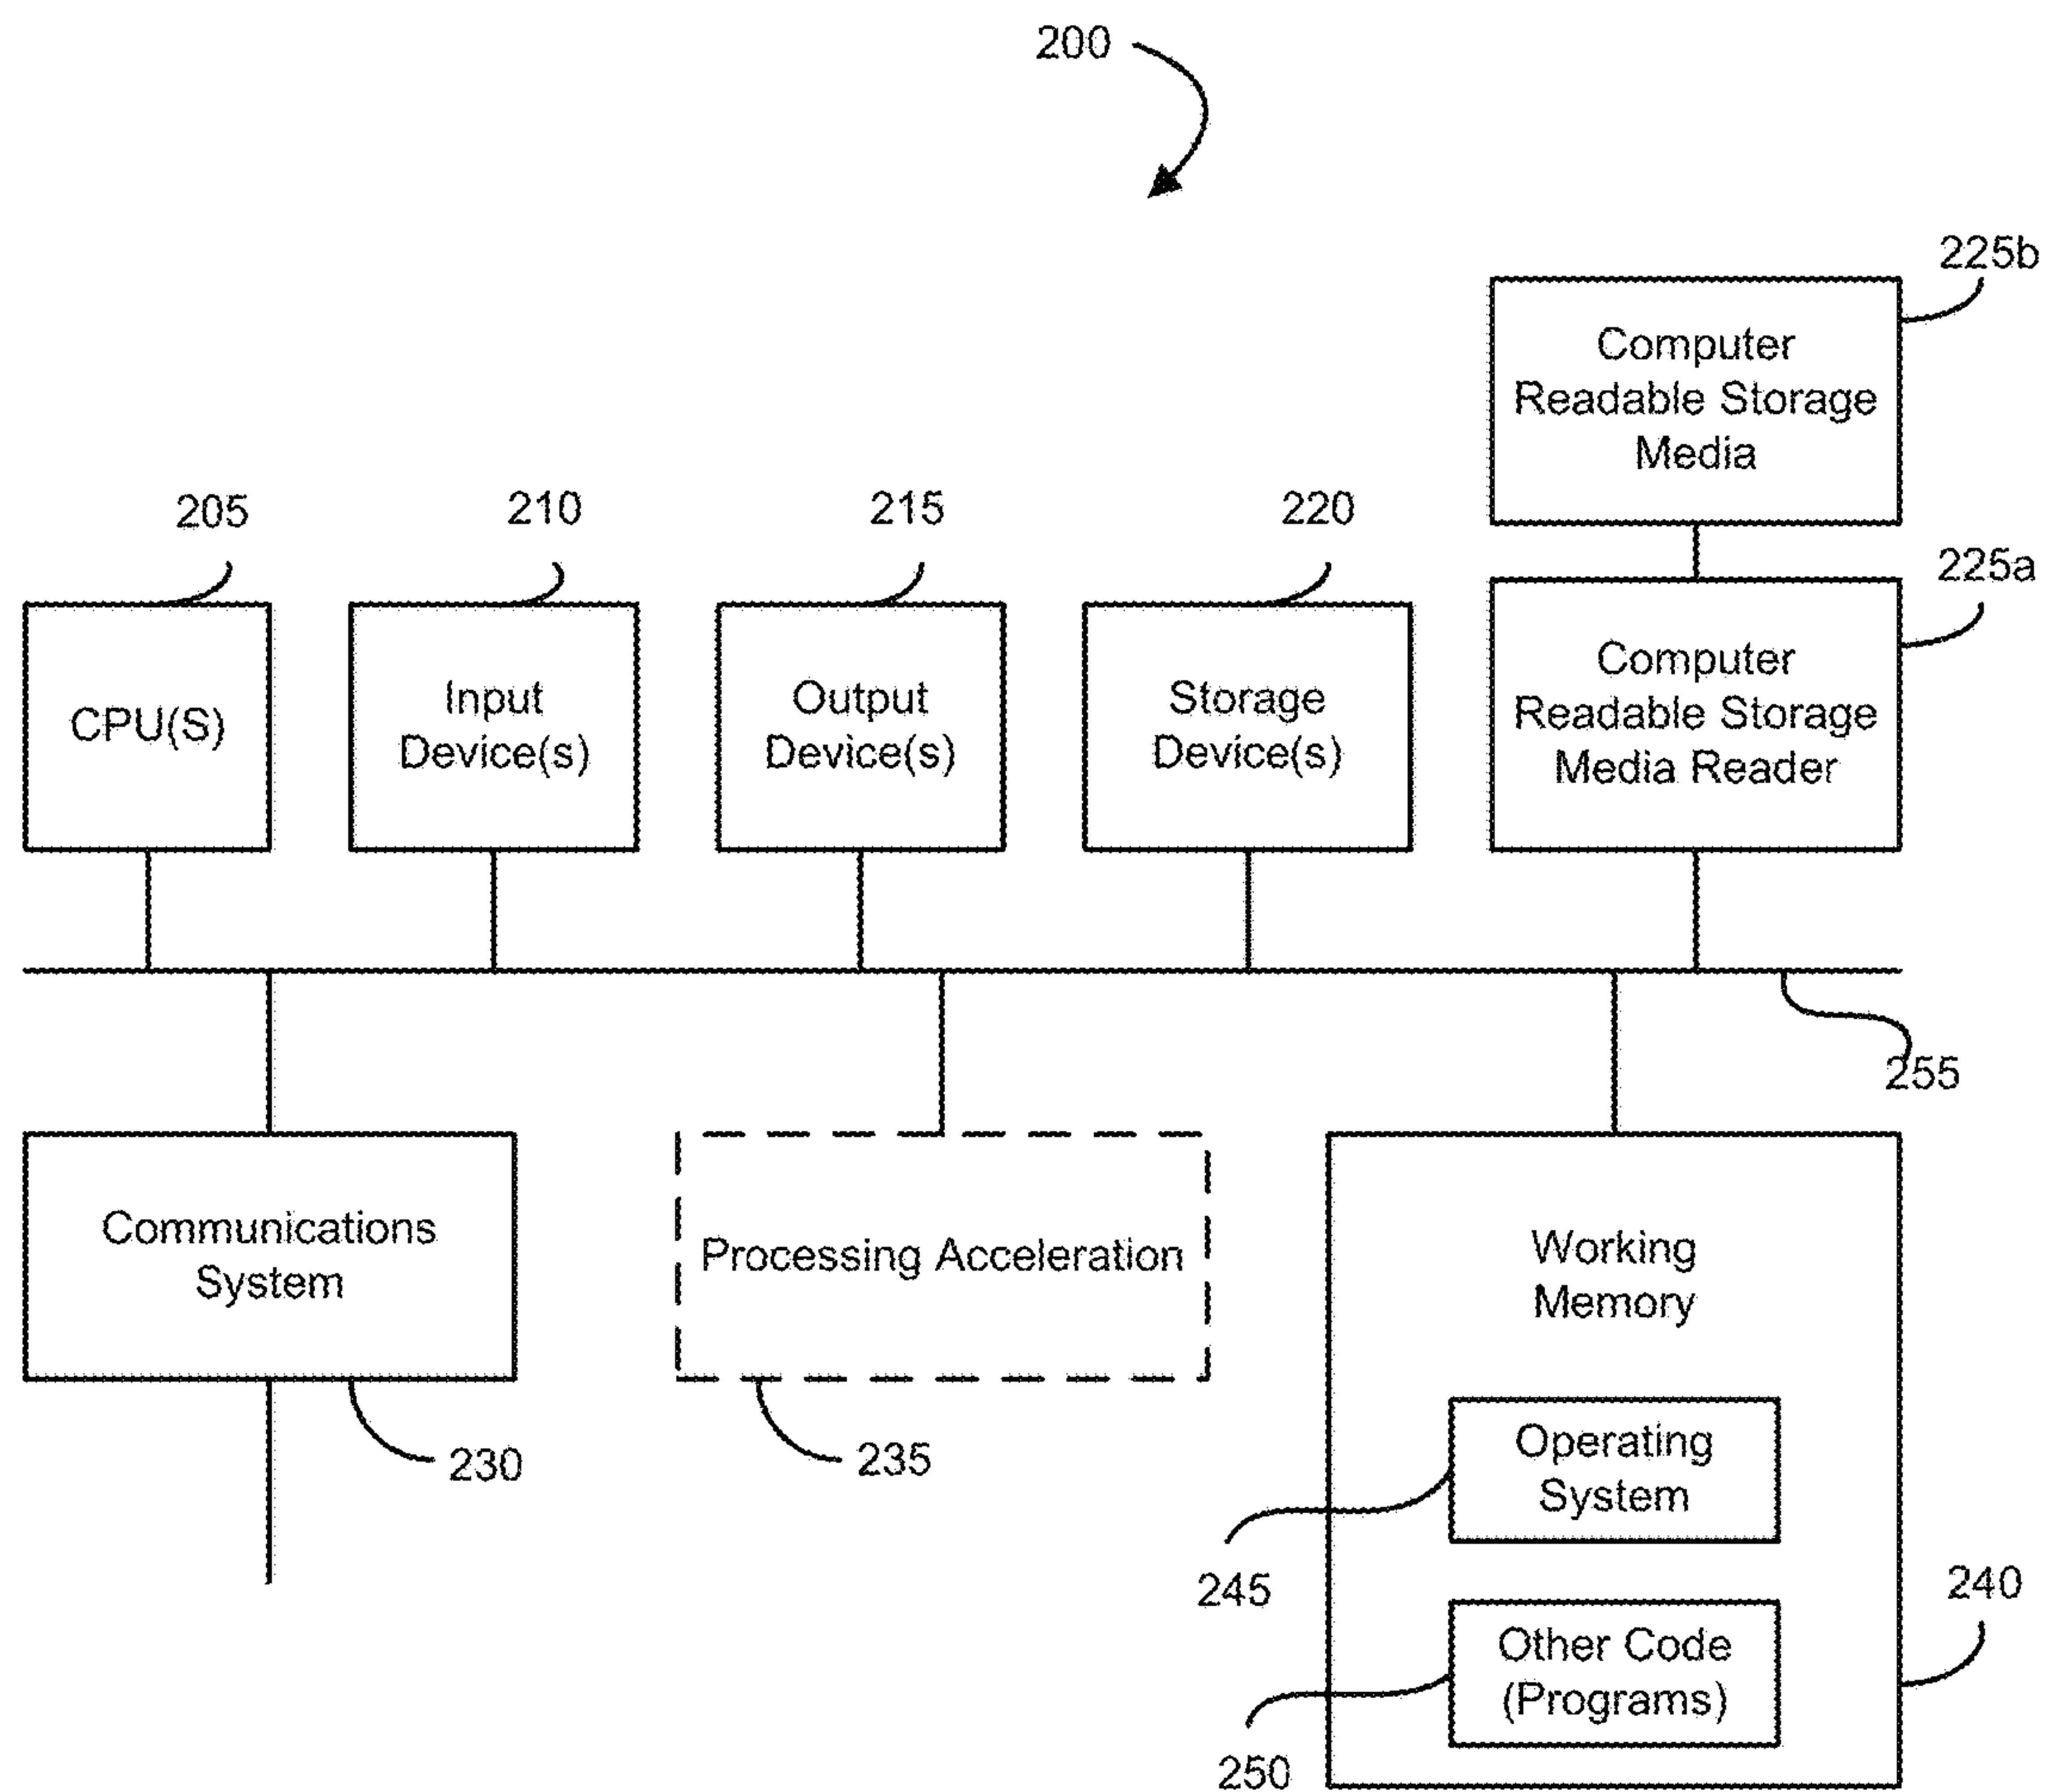 200
225b
Computer
Readable Storage
Media
205
210
215
220
225a
CPU(S)
Input
Device(s)
Output
Device(s)
Storage
Device(s)
Computer
Readable Storage
Media Reader
255
Communications
System
Processing Acceleration
Working
Memory
230
235
Operating
System
245
240
Other Code
(Programs)
250